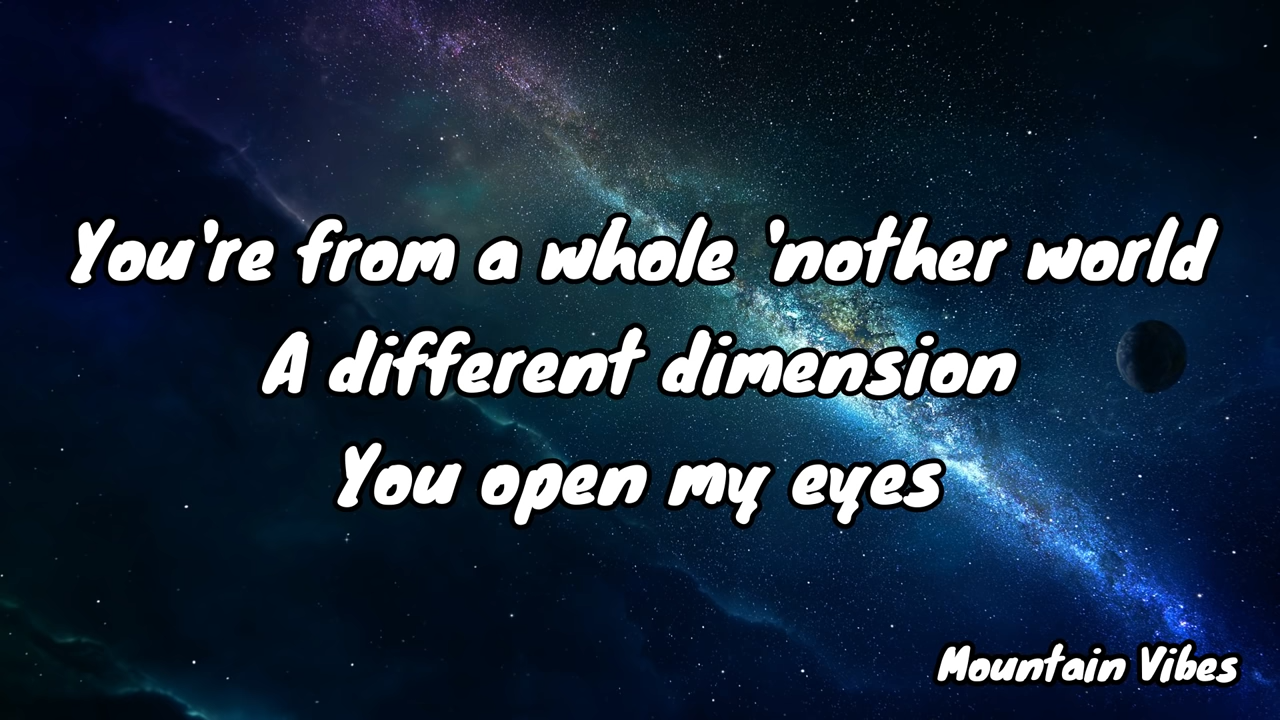 You're from a whole 'nother world
A different dimension
You open my eyes
Mountain Vibes